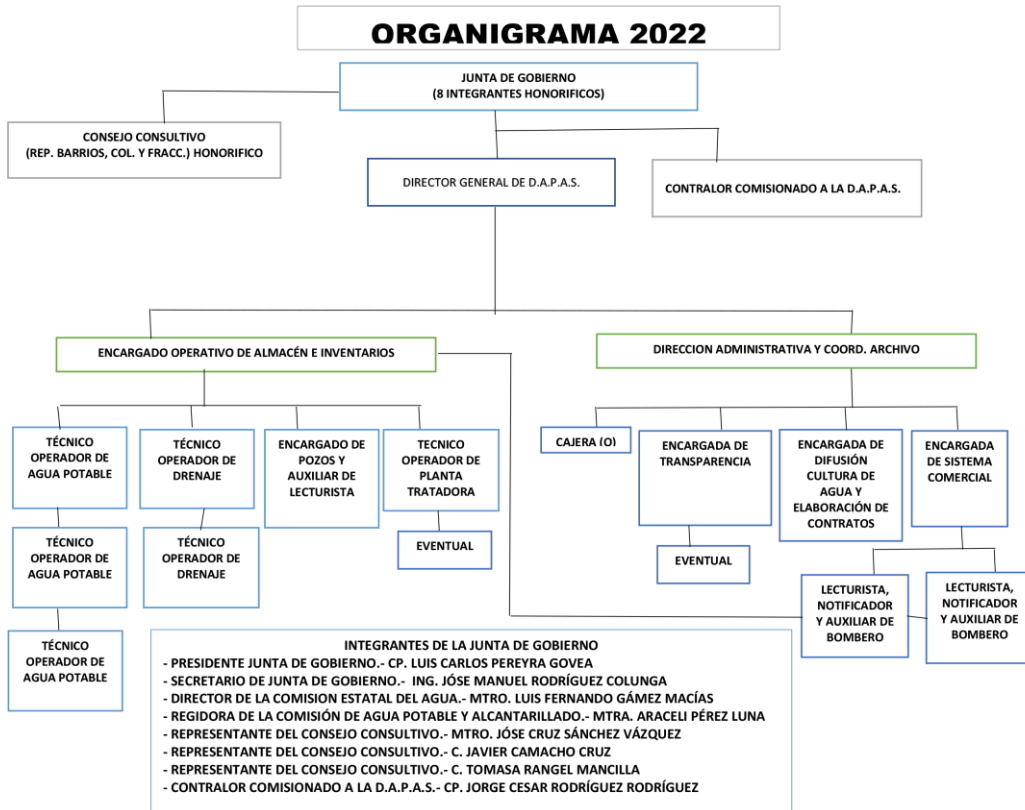 ORGANIGRAMA 2022
JUNTA DE GOBIERNO
(8 INTEGRANTES HONORIFICOS)
CONSEJO CONSULTIVO
(REP. BARRIOS, COL. Y FRACC.) HONORIFICO
DIRECTOR GENERAL DE D.A.P.A.S.
CONTRALOR COMISIONADO A LA D.A.P.A.S.
ENCARGADO OPERATIVO DE ALMACÉN E INVENTARIOS
DIRECCION ADMINISTRATIVA Y COORD. ARCHIVO
TÉCNICO
OPERADOR DE
AGUA POTABLE
TÉCNICO
OPERADOR DE
DRENAJE
ENCARGADO DE
POZOS Y
AUXILIAR DE
LECTURISTA
TECNICO
OPERADOR DE
PLANTA
TRATADORA
CAJERA (O)
ENCARGADA DE
TRANSPARENCIA
ENCARGADA DE
DIFUSIÓN
CULTURA DE
AGUA Y
ELABORACIÓN DE
CONTRATOS
ENCARGADA
DE SISTEMA
COMERCIAL
TÉCNICO
OPERADOR DE
AGUA POTABLE
TÉCNICO
OPERADOR DE
DRENAJE
EVENTUAL
EVENTUAL
LECTURISTA,
NOTIFICADOR
Y AUXILIAR DE
BOMBERO
LECTURISTA,
NOTIFICADOR
Y AUXILIAR DE
BOMBERO
TÉCNICO
OPERADOR DE
AGUA POTABLE
INTEGRANTES DE LA JUNTA DE GOBIERNO
- PRESIDENTE JUNTA DE GOBIERNO.- CP. LUIS CARLOS PEREYRA GOVEA
- SECRETARIO DE JUNTA DE GOBIERNO.- ING. JÓSE MANUEL RODRÍGUEZ COLUNGA
- DIRECTOR DE LA COMISION ESTATAL DEL AGUA.- MTRO. LUIS FERNANDO GÁMEZ MACÍAS
- REGIDORA DE LA COMISIÓN DE AGUA POTABLE Y ALCANTARILLADO.- MTRA. ARACELI PÉREZ LUNA
- REPRESENTANTE DEL CONSEJO CONSULTIVO.- MTRO. JÓSE CRUZ SÁNCHEZ VÁZQUEZ
- REPRESENTANTE DEL CONSEJO CONSULTIVO.- C. JAVIER CAMACHO CRUZ
- REPRESENTANTE DEL CONSEJO CONSULTIVO.- C. TOMASA RANGEL MANCILLA
- CONTRALOR COMISIONADO A LA D.A.P.A.S.- CP. JORGE CESAR RODRÍGUEZ RODRÍGUEZ